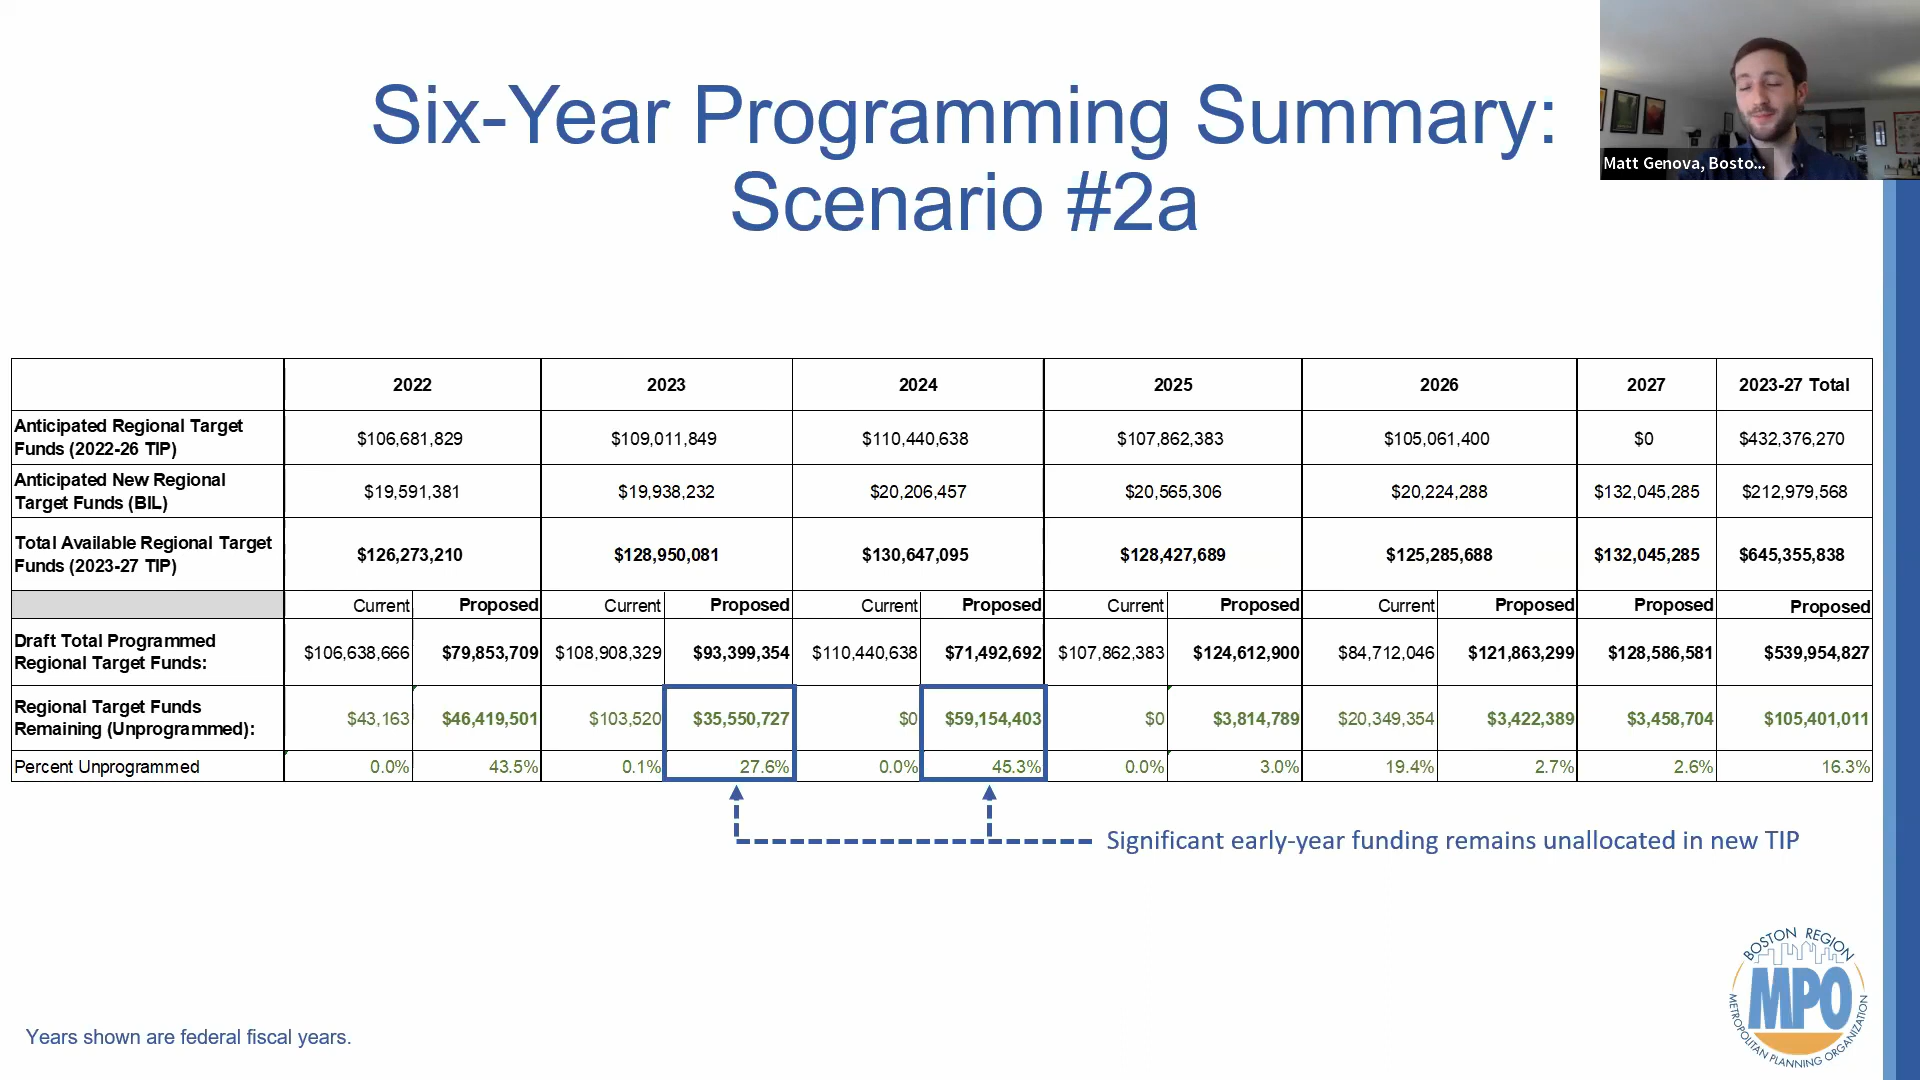 Six-Year Programming Summary:
Scenario #2a
Matt Genova, Bosto...
2022 2023 2024 2025 2026 2027 2023-27 Total
Anticipated Regional Target
Funds (2022-26 TIP)
$106,681,829 $109,011,849 $110,440,638 $107,862,383 $105,061,400 $0 $432,376,270
Anticipated New Regional
Target Funds (BIL)
$19,591,381 $19,938,232 $20,206,457 $20,565,306 $20,224,288 $132,045,285 $212,979,568
Total Available Regional Target
Funds (2023-27 TIP)
$126,273,210 $128,950,081 $130,647,095 $128,427,689 $125,285,688 $132,045,285 $645,355,838
Current Proposed Current Proposed Current Proposed Current Proposed Current Proposed Proposed Proposed
Draft Total Programmed
Regional Target Funds:
$106,638,666 $79,853,709 $108,908,329 $93,399,354 $110,440,638 $71,492,692 $107,862,383 $124,612,900 $84,712,046 $121,863,299 $128,586,581 $539,954,827
Regional Target Funds
Remaining (Unprogrammed):
$43,163 $46,419,501 $103,520 $35,550,727 $0 $59,154,403 $0 $3,814,789 $20,349,354 $3,422,389 $3,458,704 $105,401,011
Percent Unprogrammed 0.0% 43.5% 0.1% 27.6% 0.0% 45.3% 0.0% 3.0% 19.4% 2.7% 2.6% 16.3%
Significant early-year funding remains unallocated in new TIP
BOSTON REGION
MPO
METROPOLITAN PLANNING ORGANIZATION
Years shown are federal fiscal years.